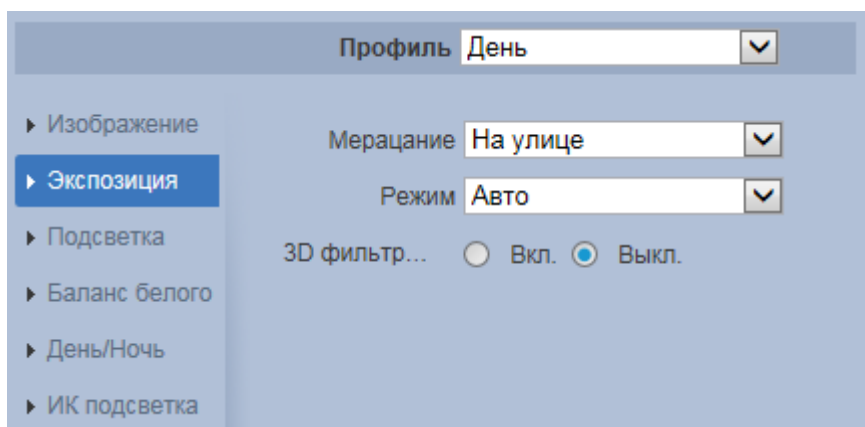 Профиль День
Изображение
Экспозиция
Подсветка
Баланс белого
День/Ночь
ИК подсветка
Мерацание На улице
Режим Авто
3D фильтр... Вкл. Выкл.